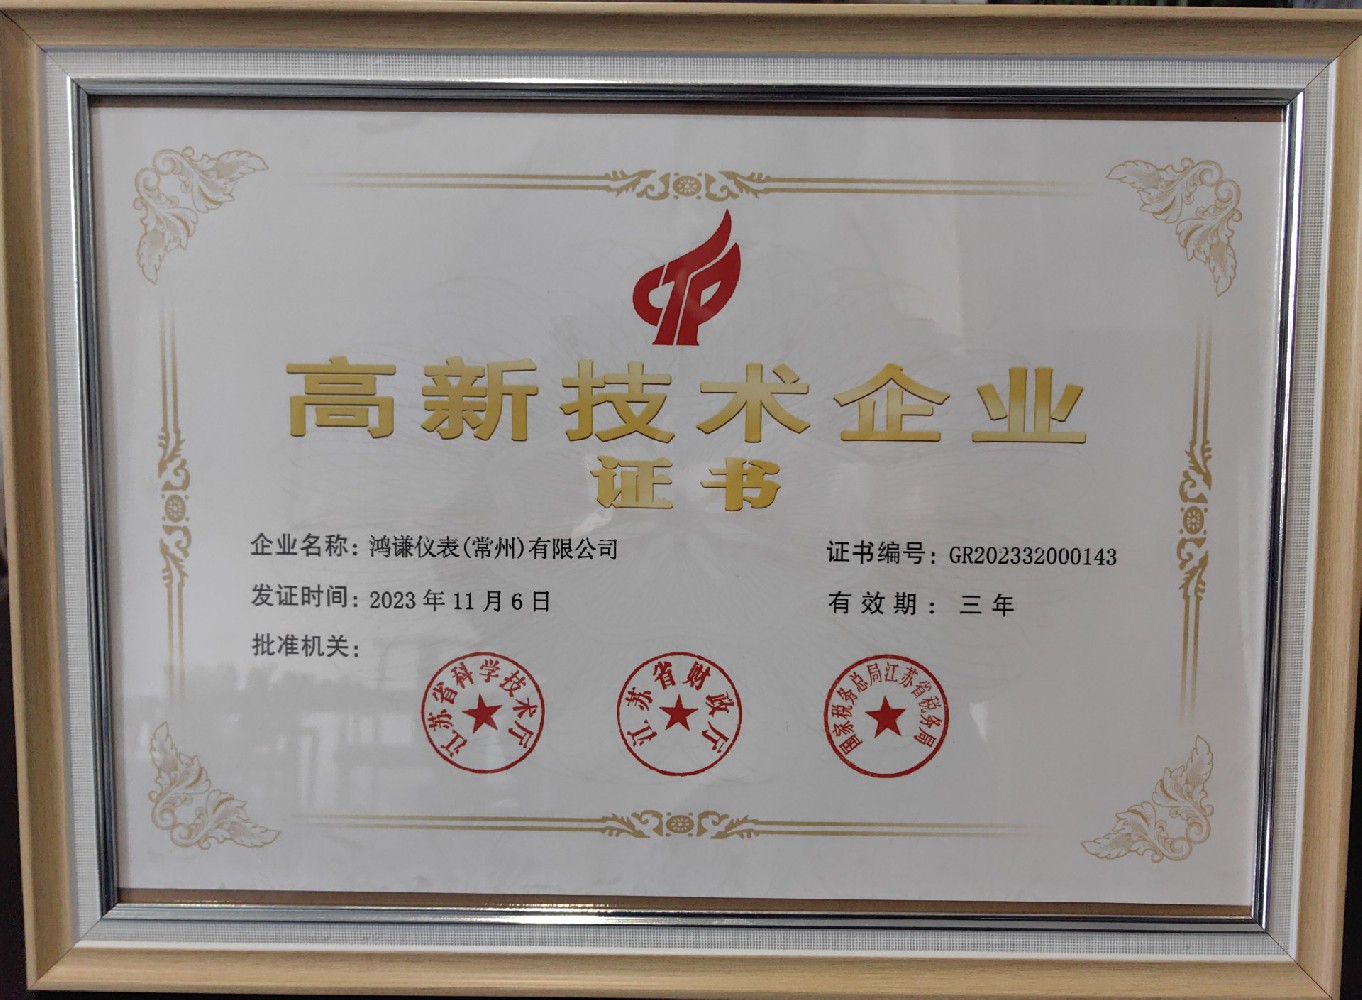 高新技术企业
证书
企业名称：鸿谦仪表(常州)有限公司
证书编号：GR202332000143
发证时间：2023年11月6日
有效期：三年
批准机关：
江苏省科学技术厅
江苏省财政厅
国家税务总局江苏省税务局